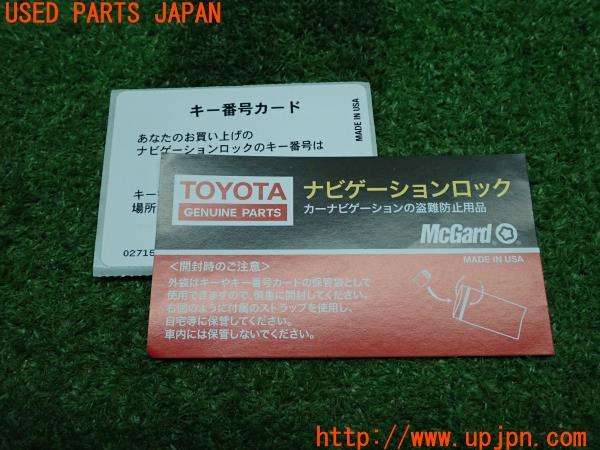 USED PARTS JAPAN
キー番号カード
MADE IN USA
あなたのお買い上げの
ナビゲーションロックのキー番号は
キー
場所
02715
TOYOTA
GENUINE PARTS
ナビゲーションロック
カーナビゲーションの盗難防止用品
McGard
MADE IN USA
<開封時のご注意>
外袋はキーやキー番号カードの保管袋として
使用できますので、慎重に開封してください。
右図のように付属のストラップを使用し、
自宅等に保管してください。
車内には保管しないでください。
http://www.upjpn.com/